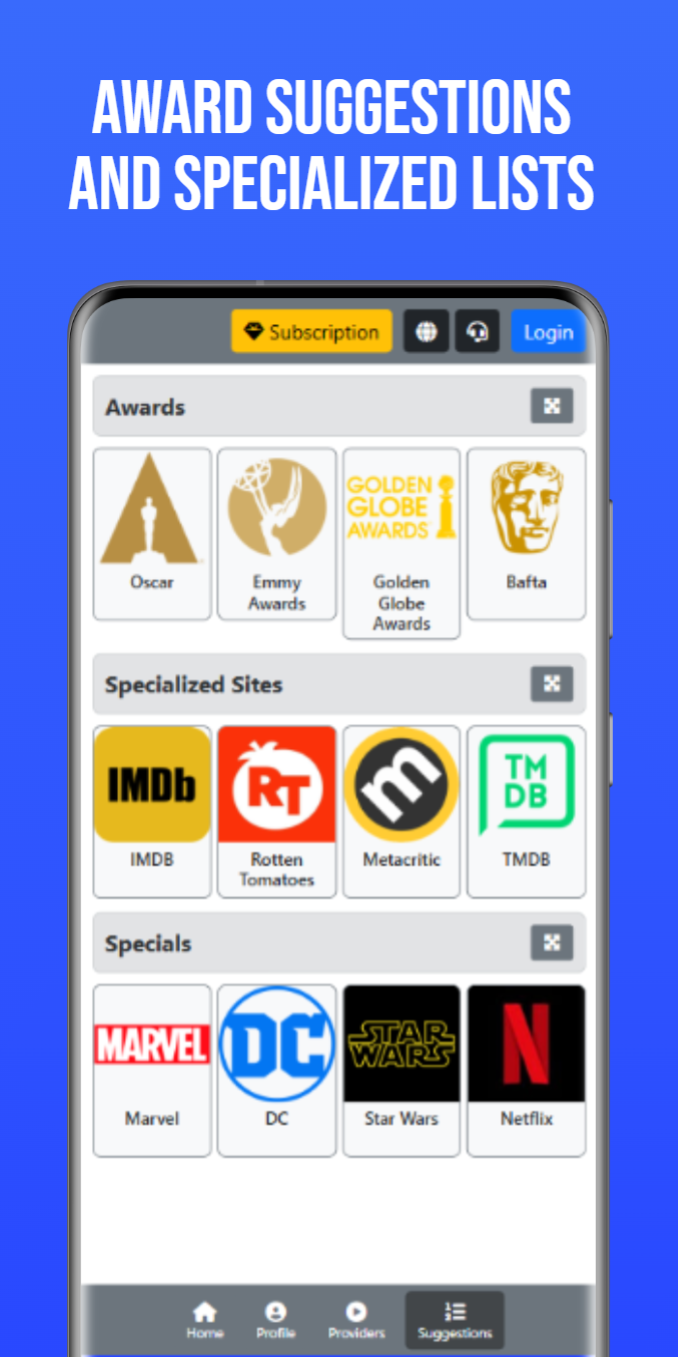 AWARD SUGGESTIONS
AND SPECIALIZED LISTS
Subscription
Login
Awards
GOLDEN
GLOBE
AWARDS
Oscar
Emmy
Awards
Golden
Globe
Awards
Bafta
Specialized Sites
IMDb
RT
m
TM
DB
IMDB
Rotten
Tomatoes
Metacritic
TMDB
Specials
MARVEL
DC
STAR
WARS
N
Marvel
DC
Star Wars
Netflix
Home
Profile
Providers
Suggestions